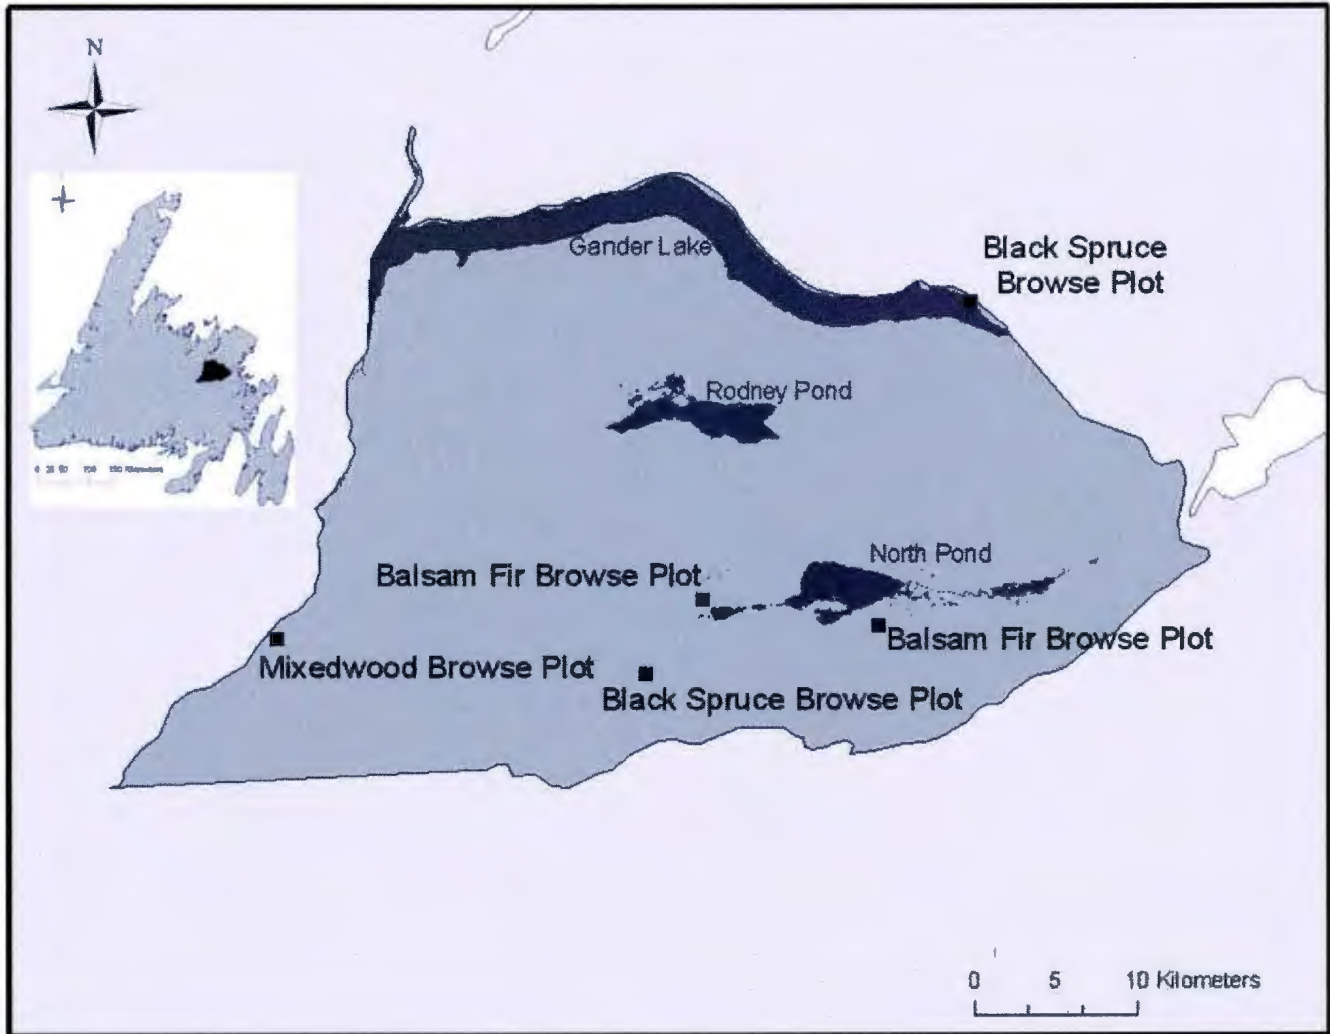 N
Gander Lake
Black Spruce
Browse Plot
Rodney Pond
North Pond
Balsam Fir Browse Plot
Balsam Fir Browse Plot
Mixedwood Browse Plot
Black Spruce Browse Plot
0 5 10 Kilometers